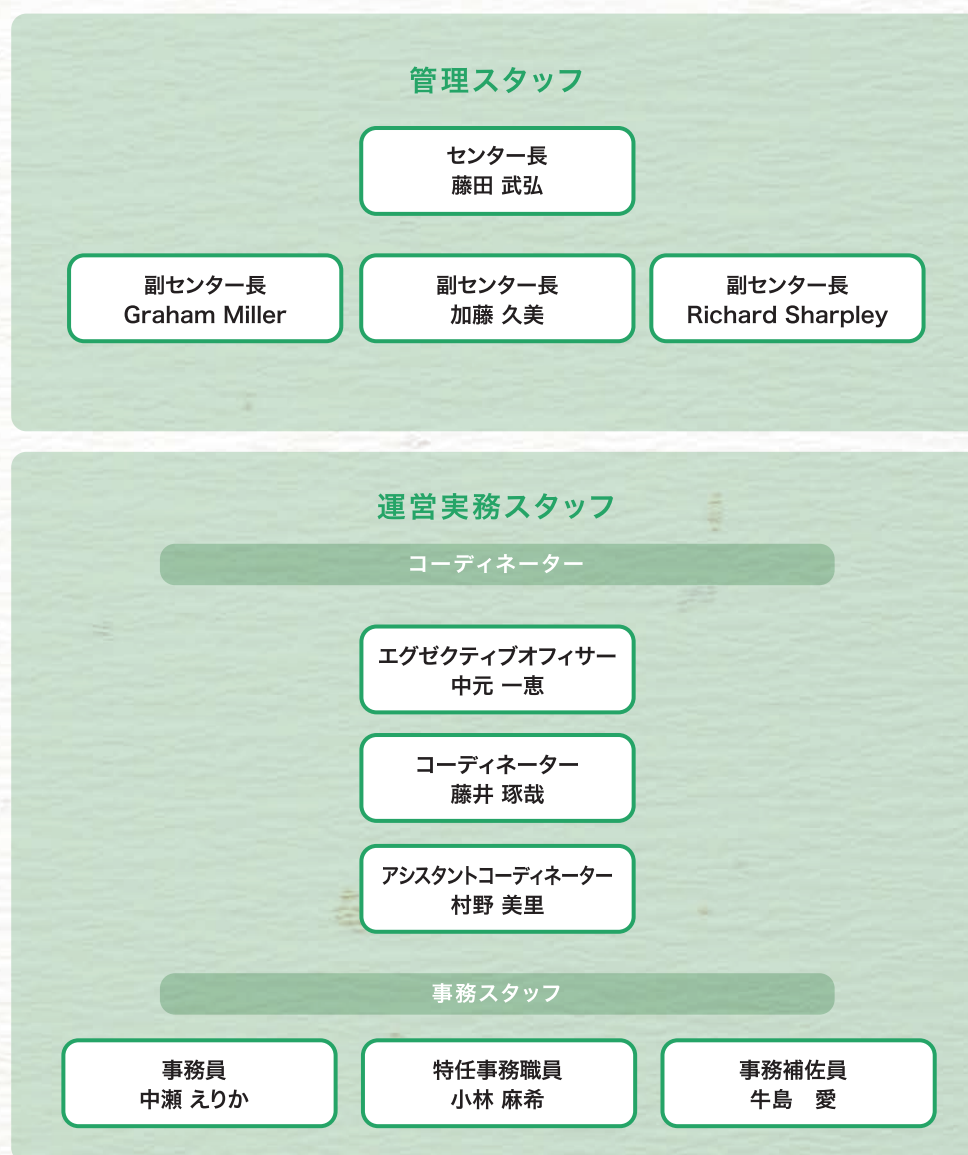 管理スタッフ
センター長
藤田 武弘
副センター長
Graham Miller
副センター長
加藤 久美
副センター長
Richard Sharpley
運営実務スタッフ
コーディネーター
エグゼクティブオフィサー
中元 一恵
コーディネーター
藤井 琢哉
アシスタントコーディネーター
村野 美里
事務スタッフ
事務員
中瀬 えりか
特任事務職員
小林 麻希
事務補佐員
牛島　愛